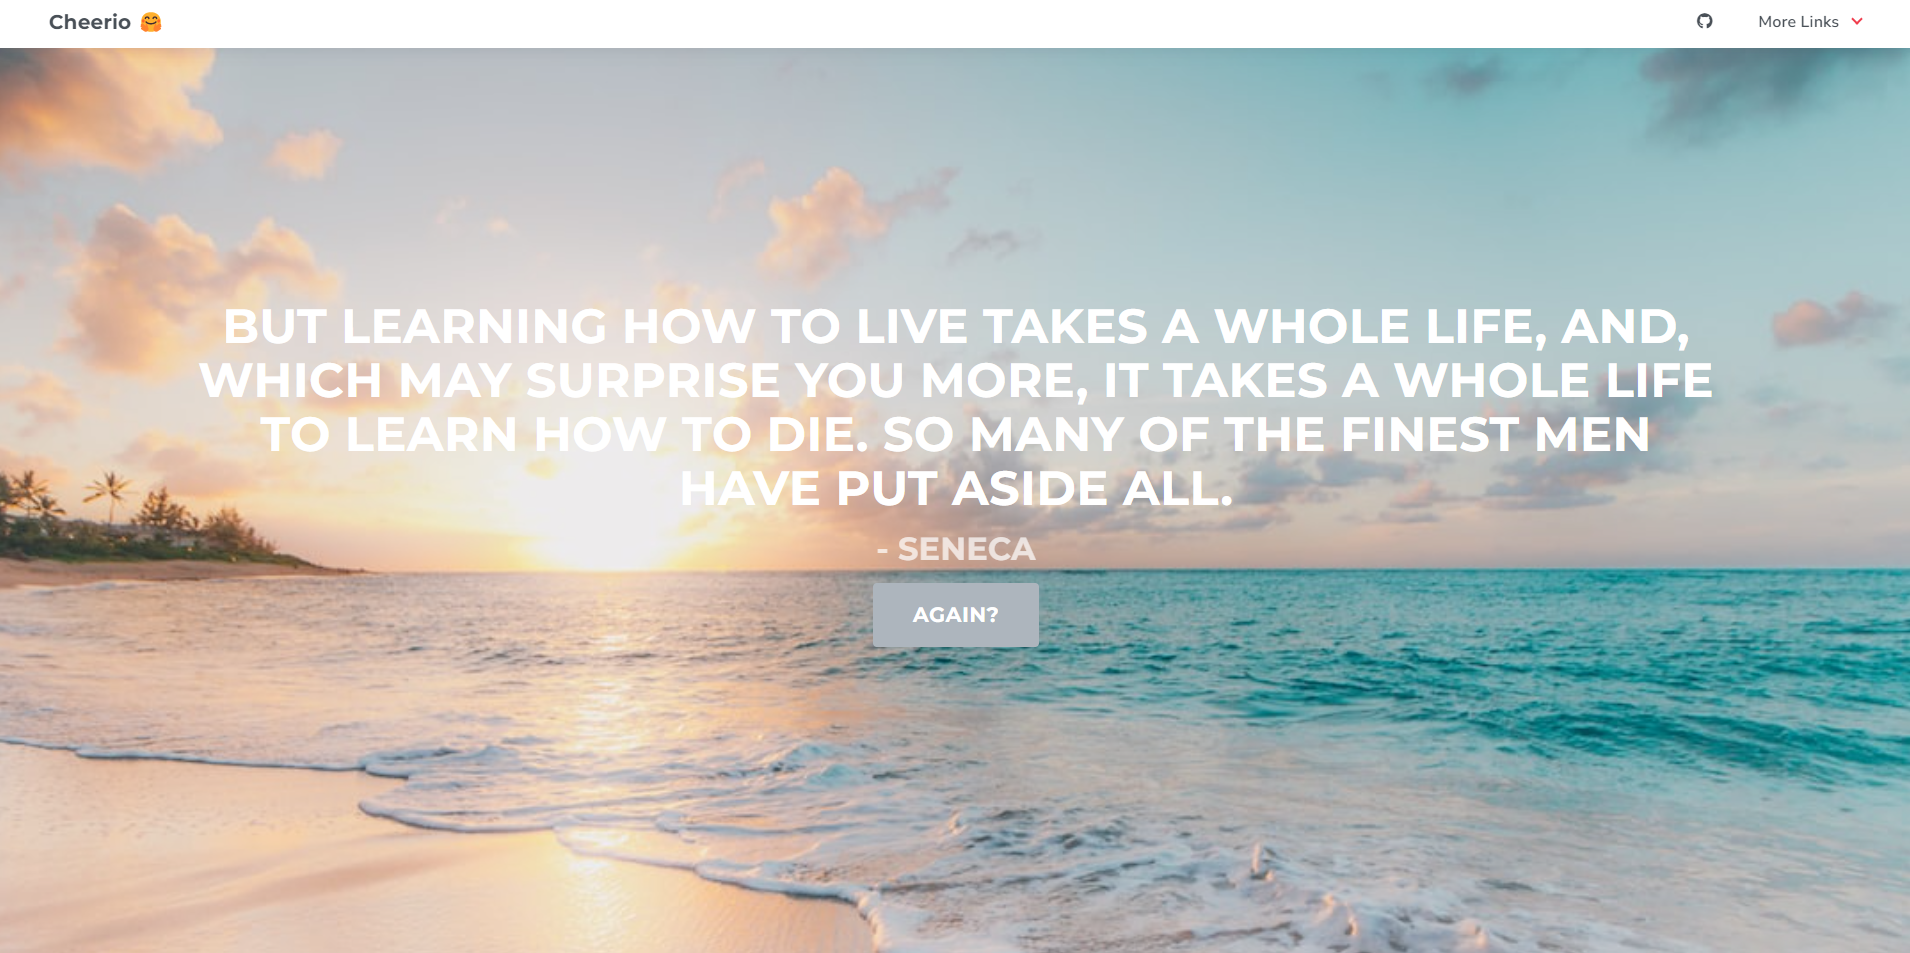 Cheerio 🤗
More Links
BUT LEARNING HOW TO LIVE TAKES A WHOLE LIFE, AND,
WHICH MAY SURPRISE YOU MORE, IT TAKES A WHOLE LIFE
TO LEARN HOW TO DIE. SO MANY OF THE FINEST MEN
HAVE PUT ASIDE ALL.
- SENECA
AGAIN?